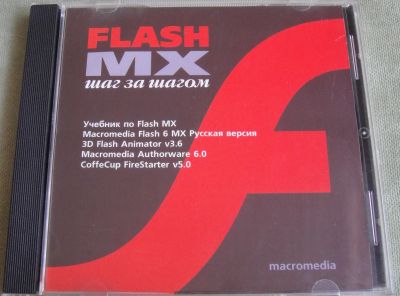 FLASH
MX
шаг за шагом
Учебник по Flash MX
Macromedia Flash 6 MX Русская версия
3D Flash Animator v3.6
Macromedia Authorware 6.0
CoffeCup FireStarter v5.0
macromedia